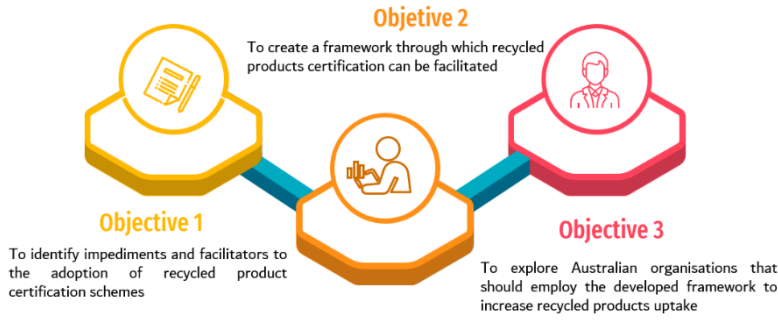 Objetive 2
To create a framework through which recycled
products certification can be facilitated
Objective 1
To identify impediments and facilitators to
the adoption of recycled product
certification schemes
Objective 3
To explore Australian organisations that
should employ the developed framework to
increase recycled products uptake